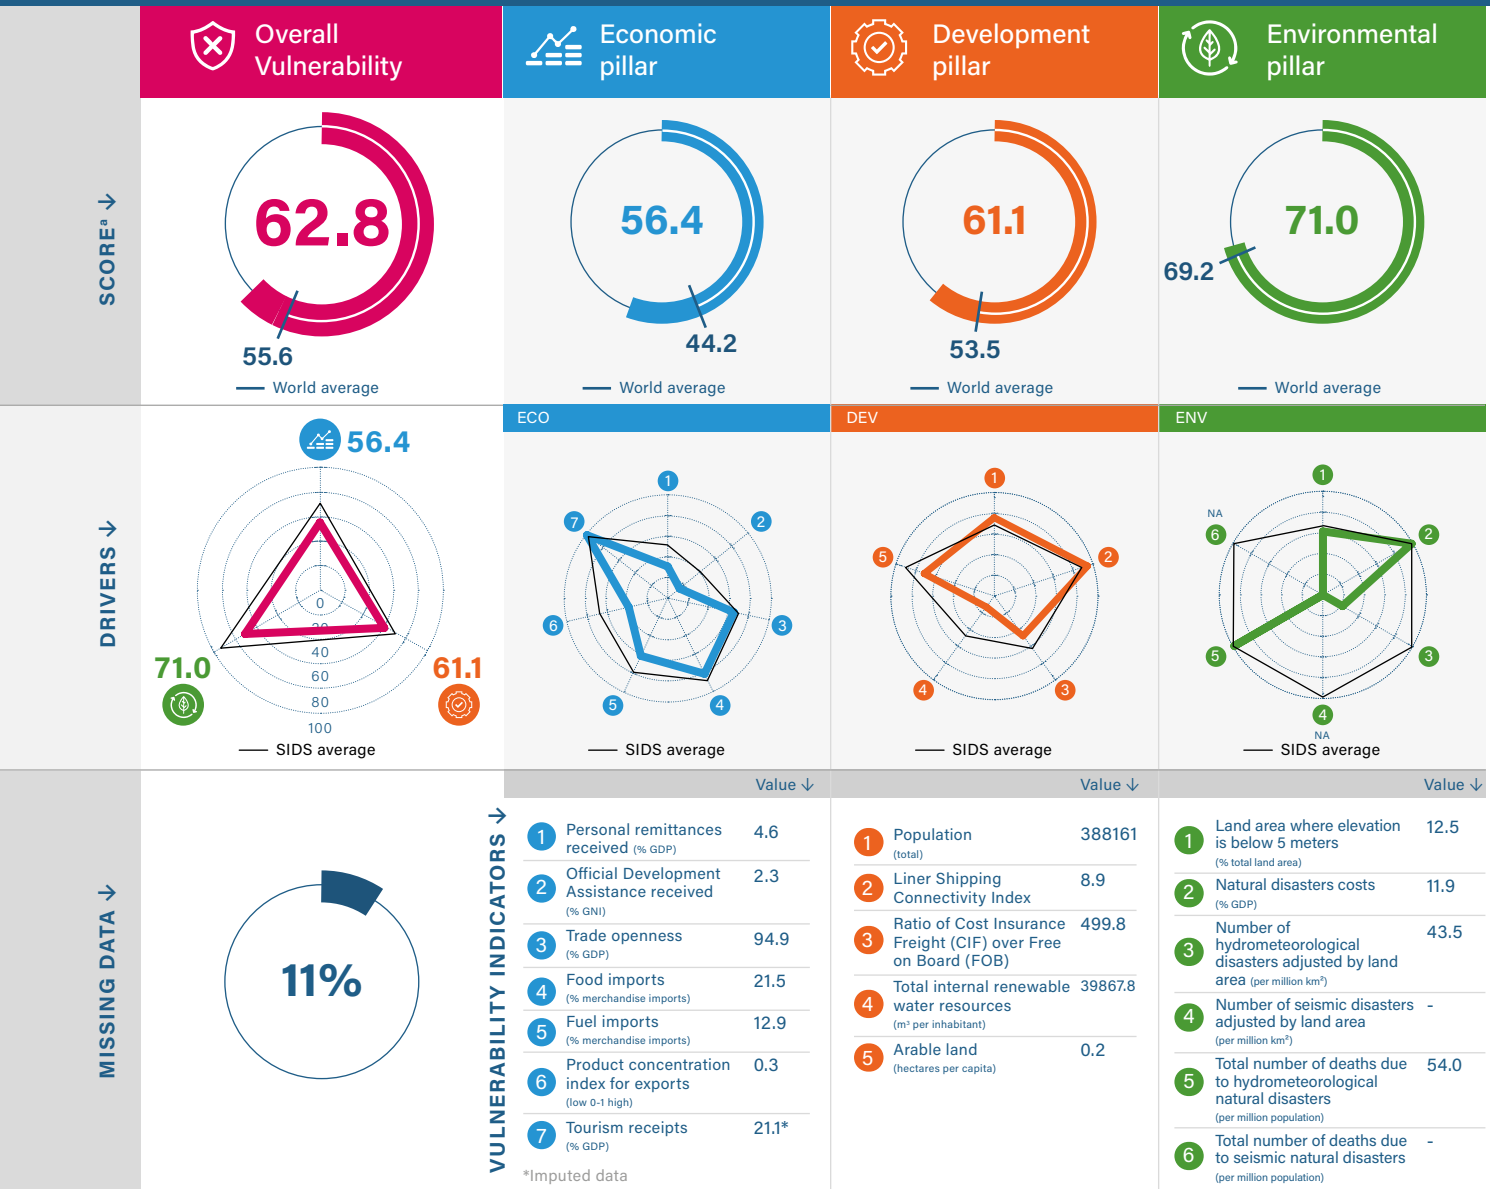 Overall
Vulnerability
Economic
pillar
Development
pillar
Environmental
pillar
SCOREª →
62.8
55.6
World average
56.4
44.2
World average
61.1
53.5
World average
71.0
69.2
World average
DRIVERS →
56.4
0
20
40
60
80
100
71.0
61.1
SIDS average
ECO
1
2
3
4
5
6
7
SIDS average
DEV
1
2
3
4
5
SIDS average
ENV
1
2
3
4
NA
5
NA
6
SIDS average
MISSING DATA →
11%
VULNERABILITY INDICATORS →
Value ↓
1 Personal remittances 4.6
received (% GDP)
2 Official Development 2.3
Assistance received
(% GNI)
3 Trade openness 94.9
(% GDP)
4 Food imports 21.5
(% merchandise imports)
5 Fuel imports 12.9
(% merchandise imports)
6 Product concentration 0.3
index for exports
(low 0-1 high)
7 Tourism receipts 21.1*
(% GDP)
*Imputed data
Value ↓
1 Population 388161
(total)
2 Liner Shipping 8.9
Connectivity Index
3 Ratio of Cost Insurance 499.8
Freight (CIF) over Free
on Board (FOB)
4 Total internal renewable 39867.8
water resources
(m³ per inhabitant)
5 Arable land 0.2
(hectares per capita)
Value ↓
1 Land area where elevation 12.5
is below 5 meters
(% total land area)
2 Natural disasters costs 11.9
(% GDP)
3 Number of 43.5
hydrometeorological
disasters adjusted by land
area (per million km²)
4 Number of seismic disasters -
adjusted by land area
(per million km²)
5 Total number of deaths due 54.0
to hydrometeorological
natural disasters
(per million population)
6 Total number of deaths due -
to seismic natural disasters
(per million population)